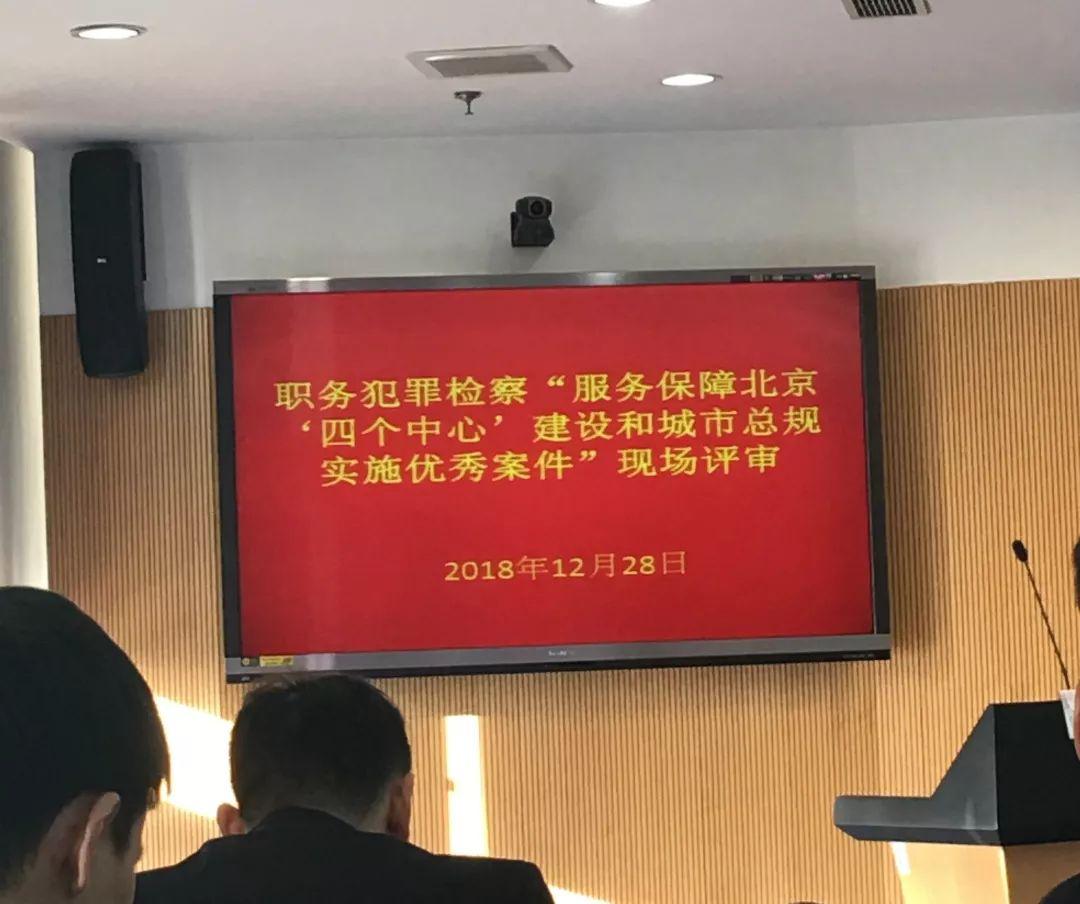 职务犯罪检察“服务保障北京
‘四个中心’建设和城市总规
实施优秀案件”现场评审
2018年12月28日